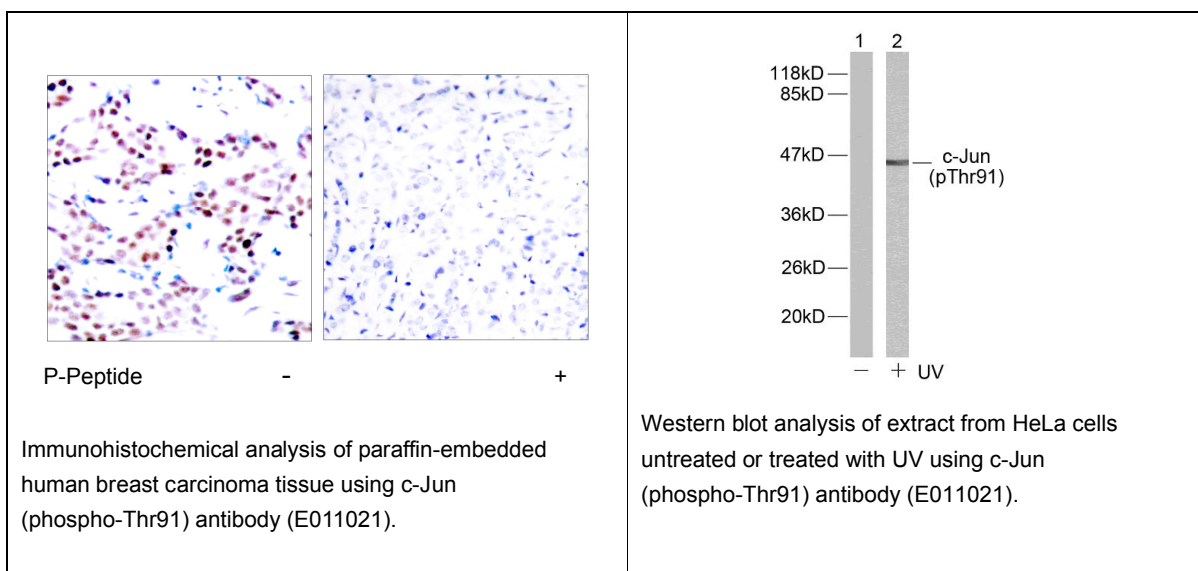 P-Peptide - +
Immunohistochemical analysis of paraffin-embedded
human breast carcinoma tissue using c-Jun
(phospho-Thr91) antibody (E011021).
1 2
118kD
85kD
47kD
c-Jun
(pThr91)
36kD
26kD
20kD
− + UV
Western blot analysis of extract from HeLa cells
untreated or treated with UV using c-Jun
(phospho-Thr91) antibody (E011021).